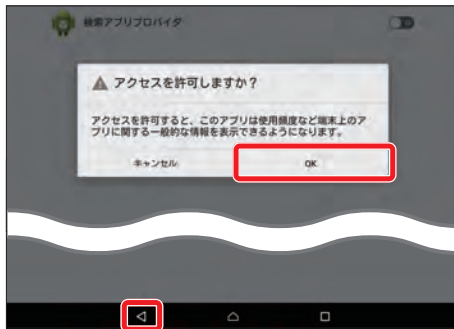 検索アプリプロバイダ
アクセスを許可しますか？
アクセスを許可すると、このアプリは使用頻度など端末上のア
プリに関する一般的な情報を表示できるようになります。
キャンセル
OK